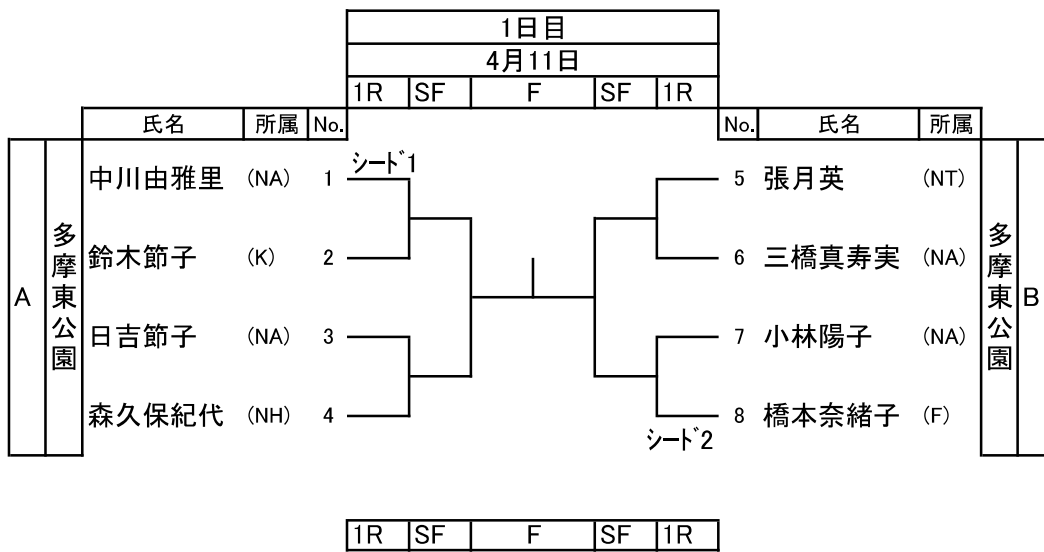 1日目
4月11日
1R SF F SF 1R
氏名 所属 No. No. 氏名 所属
シード1
中川由雅里 (NA) 1 5 張月英 (NT)
鈴木節子 (K) 2 6 三橋真寿実 (NA)
A 多摩東公園 多摩東公園 B
日吉節子 (NA) 3 7 小林陽子 (NA)
森久保紀代 (NH) 4 8 橋本奈緒子 (F)
シード2
1R SF F SF 1R